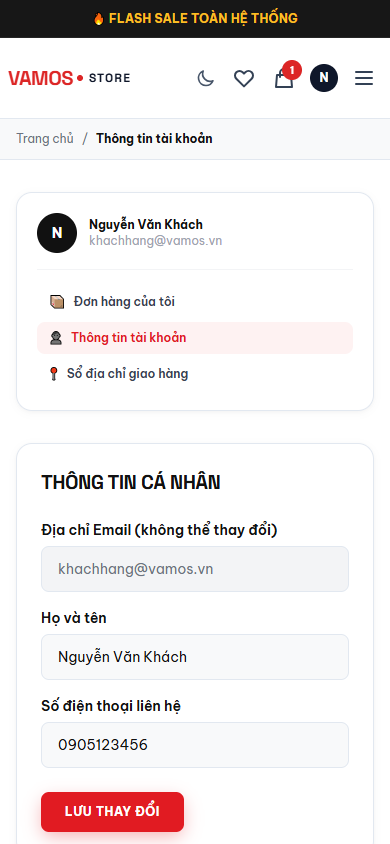 🔥 FLASH SALE TOÀN HỆ THỐNG
VAMOS • STORE
1
N
Trang chủ / Thông tin tài khoản
N
Nguyễn Văn Khách
khachhang@vamos.vn
Đơn hàng của tôi
Thông tin tài khoản
Sổ địa chỉ giao hàng
THÔNG TIN CÁ NHÂN
Địa chỉ Email (không thể thay đổi)
khachhang@vamos.vn
Họ và tên
Nguyễn Văn Khách
Số điện thoại liên hệ
0905123456
LƯU THAY ĐỔI